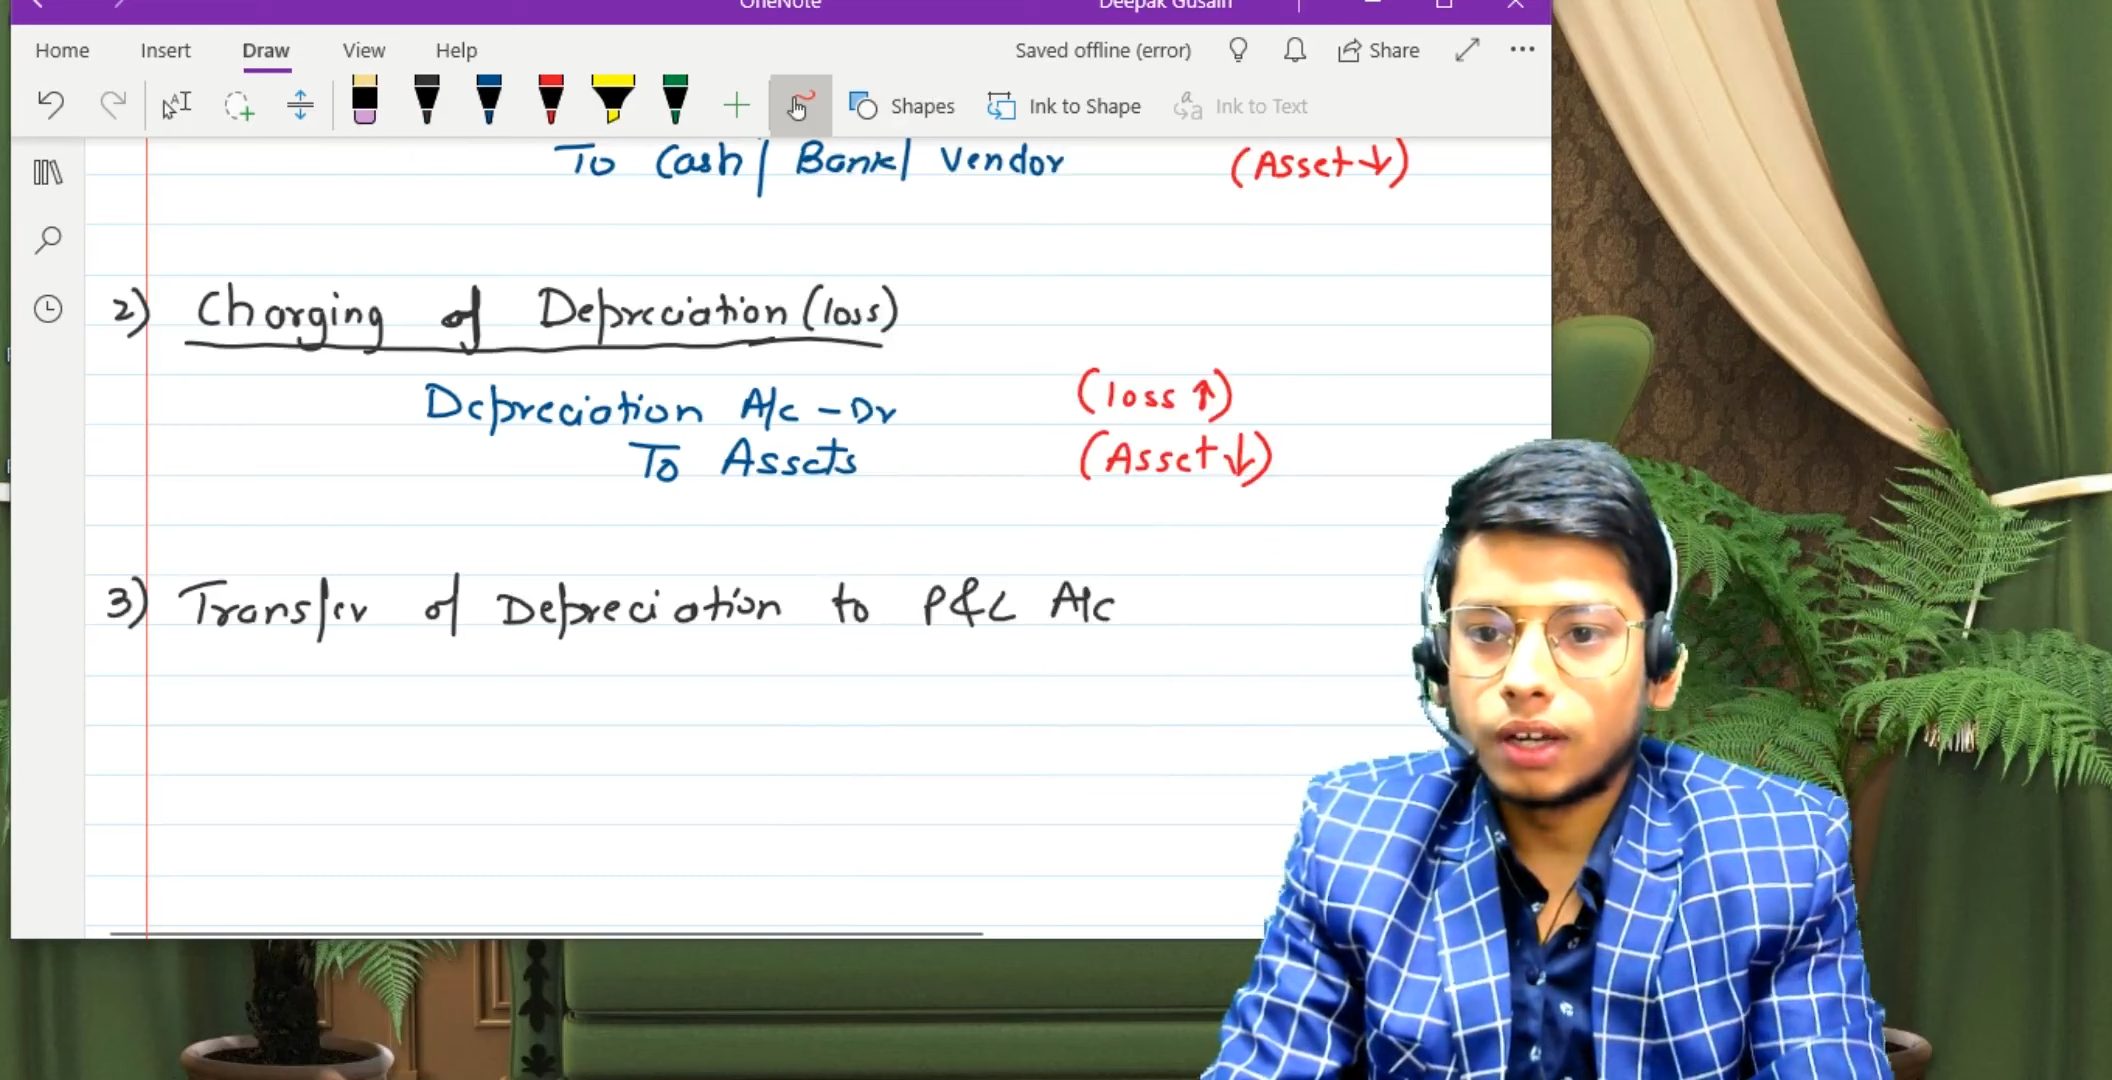 OneNote Deepak Gusain
Home Insert Draw View Help Saved offline (error) Share
Shapes Ink to Shape Ink to Text
To Cash/ Bank/ Vendor (Asset↓)
2) Charging of Depreciation (loss)
Depreciation A/c - Dr (loss ↑)
To Assets (Asset↓)
3) Transfer of Depreciation to P&L A/c